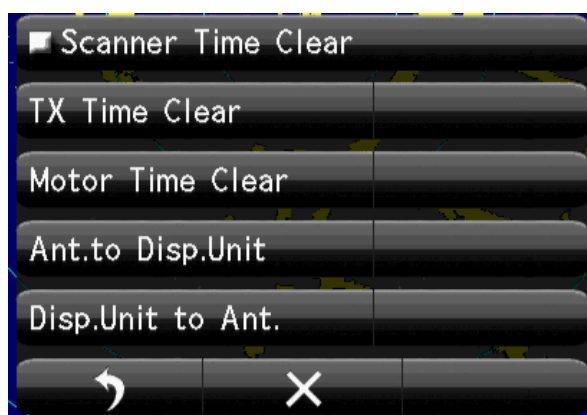 Scanner Time Clear
TX Time Clear
Motor Time Clear
Ant.to Disp.Unit
Disp.Unit to Ant.